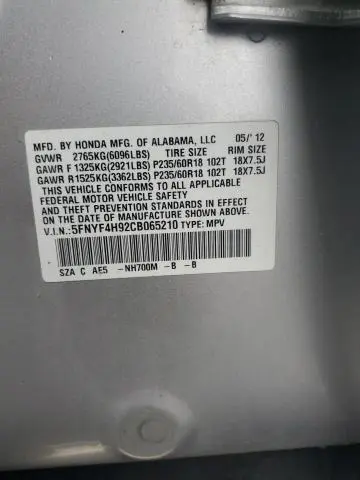 MFD. BY HONDA MFG. OF ALABAMA, LLC 05/'12
GVWR 2765KG(6096LBS) TIRE SIZE RIM SIZE
GAWR F 1325KG(2921LBS) P235/60R18 102T 18X7.5J
GAWR R 1525KG(3362LBS) P235/60R18 102T 18X7.5J
THIS VEHICLE CONFORMS TO ALL APPLICABLE
FEDERAL MOTOR VEHICLE SAFETY
AND THEFT PREVENTION STANDARDS IN EFFECT
ON THE DATE OF MANUFACTURE SHOWN ABOVE.
V.I.N.:5FNYF4H92CB065210 TYPE: MPV
SZA C AE5 -NH700M -B -B